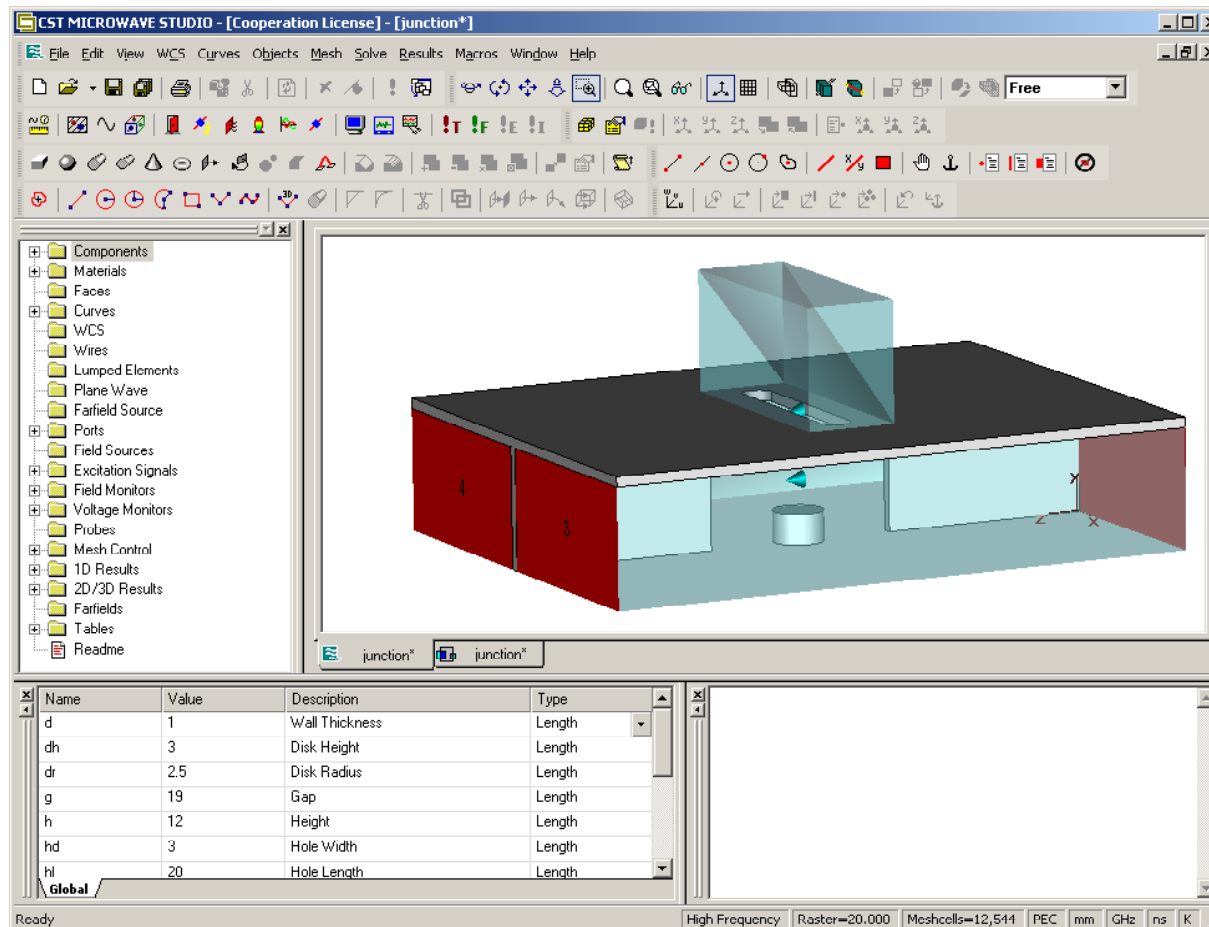 CST MICROWAVE STUDIO - [Cooperation License] - [junction*]
File Edit View WCS Curves Objects Mesh Solve Results Macros Window Help
Free
Components
Materials
Faces
Curves
WCS
Wires
Lumped Elements
Plane Wave
Farfield Source
Ports
Field Sources
Excitation Signals
Field Monitors
Voltage Monitors
Probes
Mesh Control
1D Results
2D/3D Results
Farfields
Tables
Readme
4
3
Y
Z X
junction* junction*
Name Value Description Type
d 1 Wall Thickness Length
dh 3 Disk Height Length
dr 2.5 Disk Radius Length
g 19 Gap Length
h 12 Height Length
hd 3 Hole Width Length
hl 20 Hole Length Length
Global
Ready High Frequency Raster=20.000 Meshcells=12,544 PEC mm GHz ns K